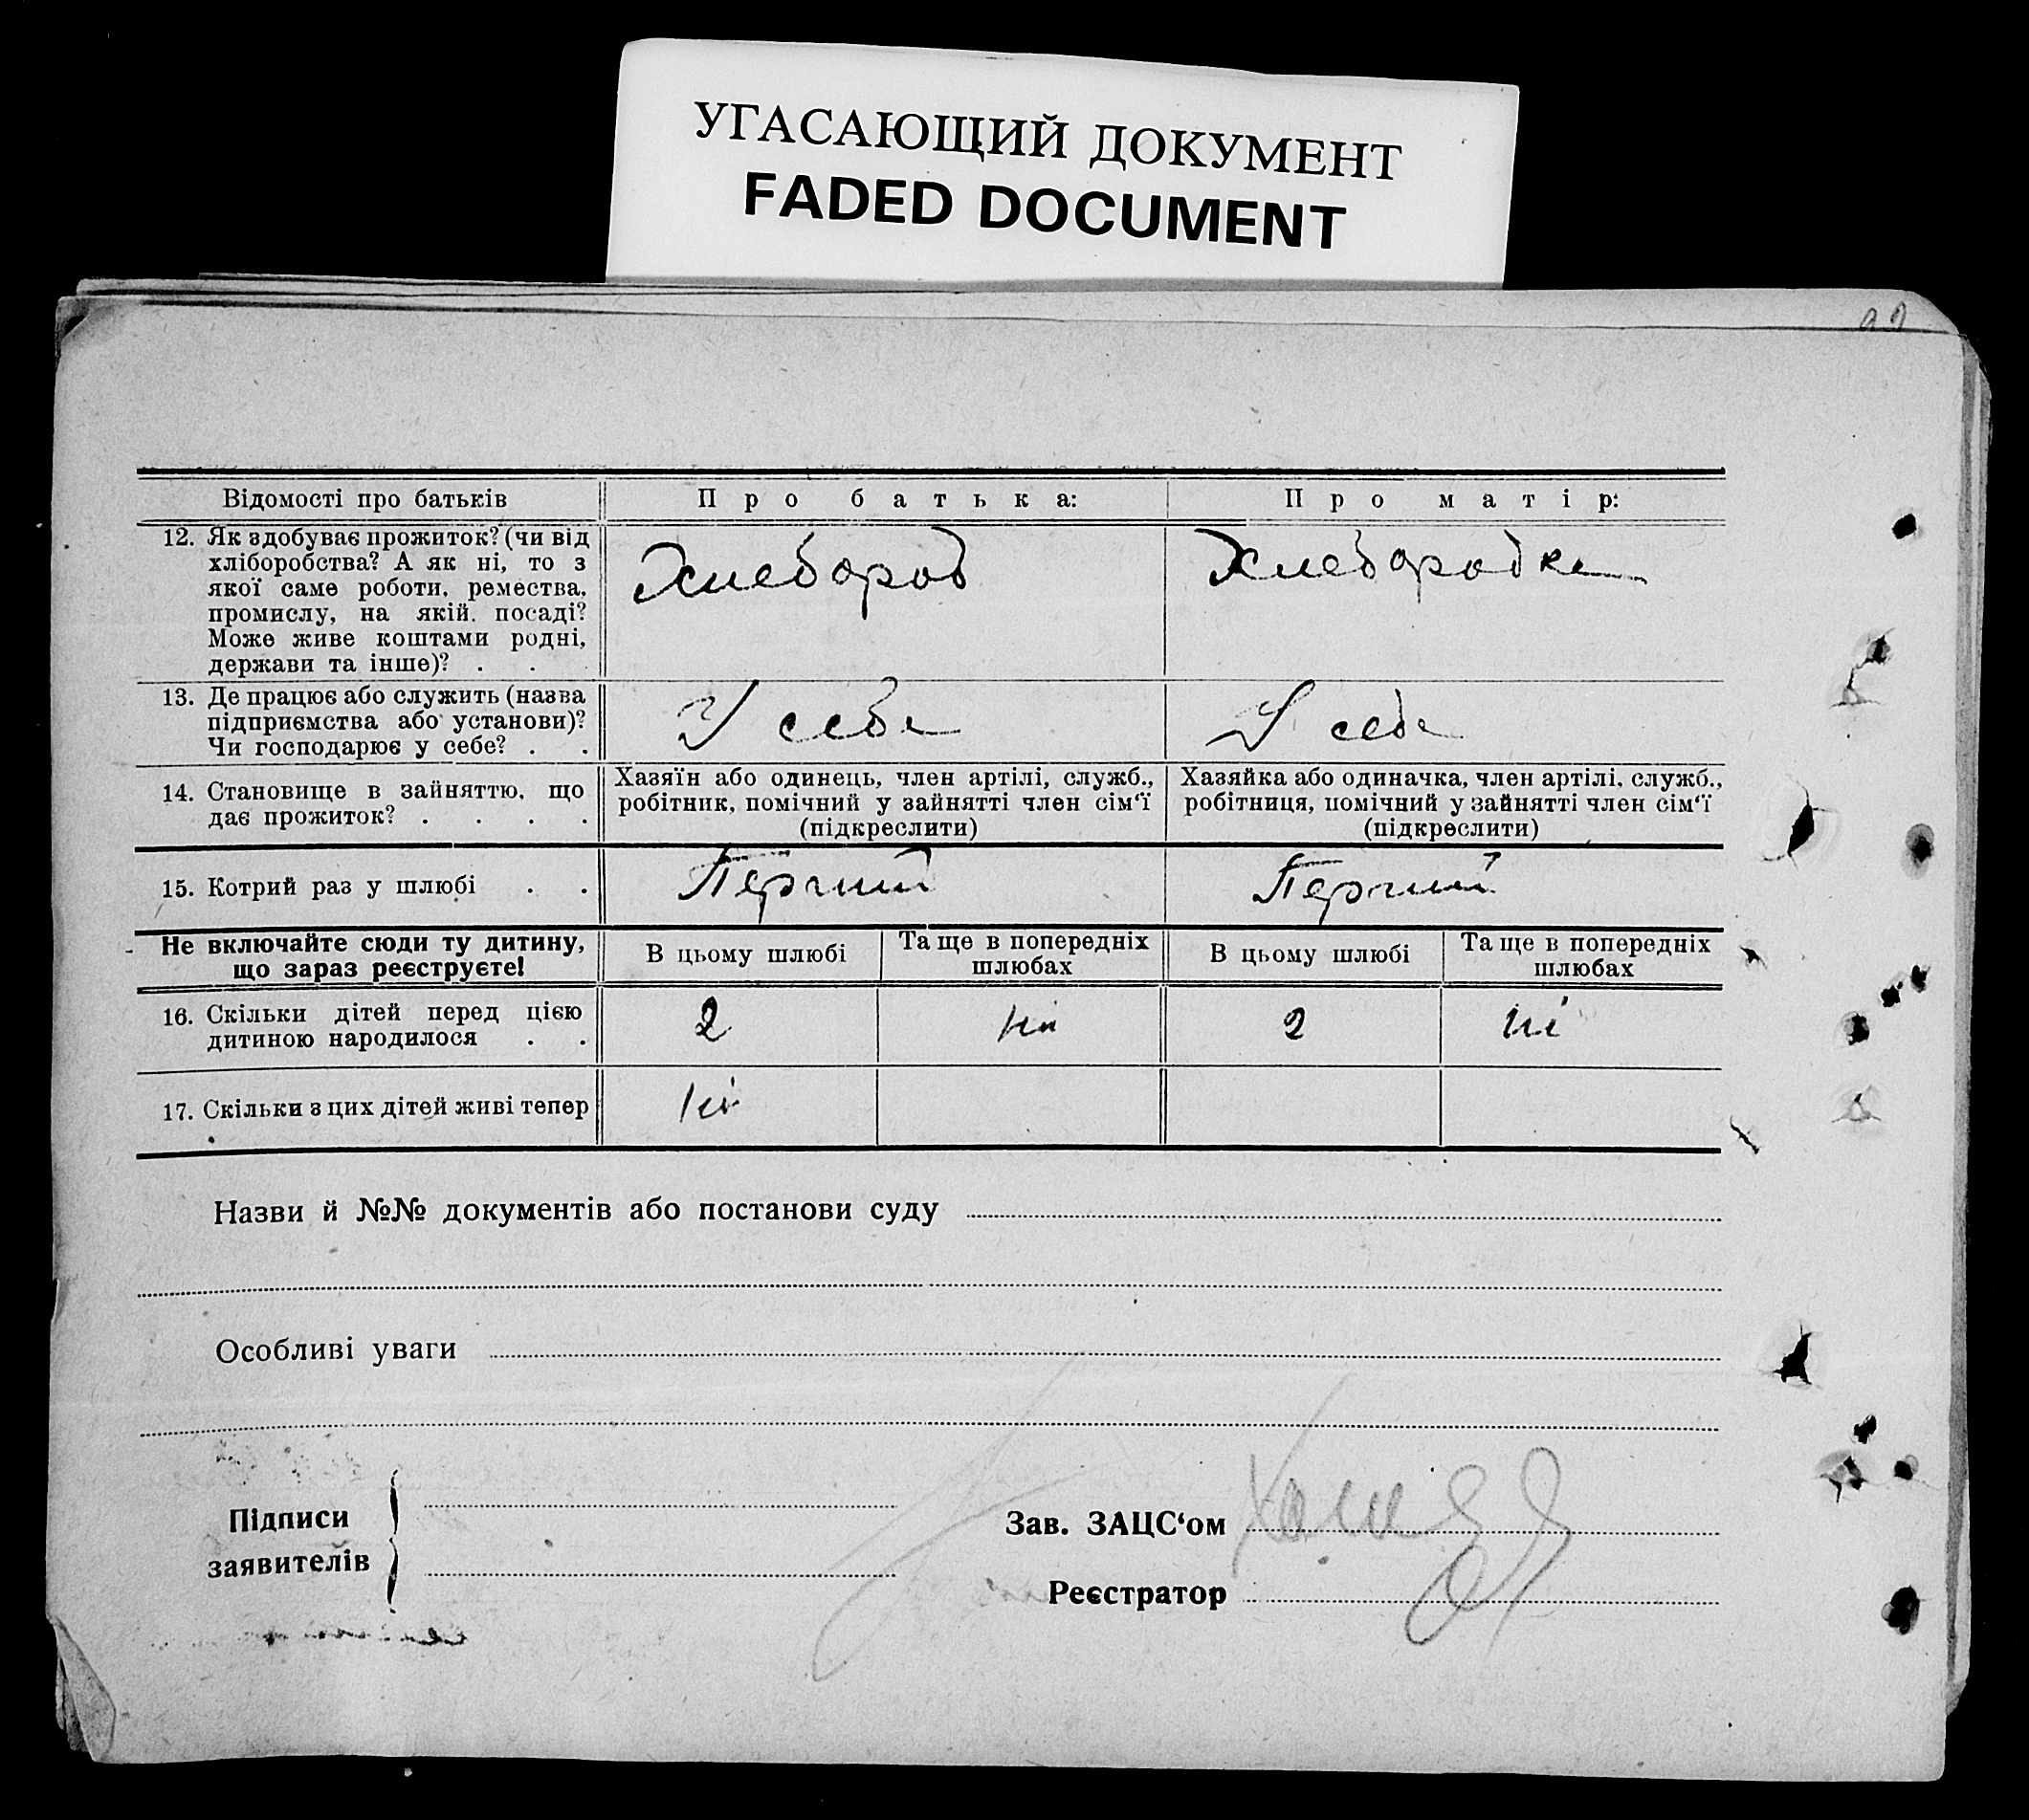 УГАСАЮЩИЙ ДОКУМЕНТ
FADED DOCUMENT
Відомості про батьків
Про батька:
Про матір:
12. Як здобуває прожиток? (чи від
хліборобства? А як ні, то з
якої саме роботи, ремества,
промислу, на якій. посаді?
Може живе коштами родні,
держави та інше)? . .
Хлебороб
Хлеборобка
13. Де працює або служить (назва
підприємства або установи)?
Чи господарює у себе? . .
У себе
У себе
14. Становище в зайняттю, що
дає прожиток? . . . .
Хазяїн або одинець, член артілі, служб.,
робітник, помічний у зайнятті член сім‘ї
(підкреслити)
Хазяйка або одиначка, член артілі, служб.,
робітниця, помічний у зайнятті член сім‘ї
(підкреслити)
15. Котрий раз у шлюбі . .
Перший
Перший
Не включайте сюди ту дитину,
що зараз реєструєте!
В цьому шлюбі
Та ще в попередніх
шлюбах
В цьому шлюбі
Та ще в попередніх
шлюбах
16. Скільки дітей перед цією
дитиною народилося . .
2
ні
2
ні
17. Скільки з цих дітей живі тепер
ні
Назви й №№ документів або постанови суду
Особливі уваги
Підписи
заявителів
Зав. ЗАЦС‘ом
Реєстратор